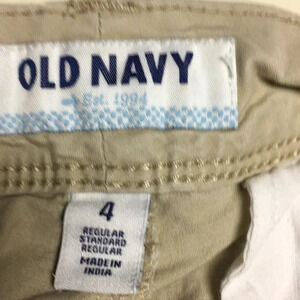 OLD NAVY
Est. 1994
4
REGULAR
STANDARD
REGULAR
MADE IN
INDIA